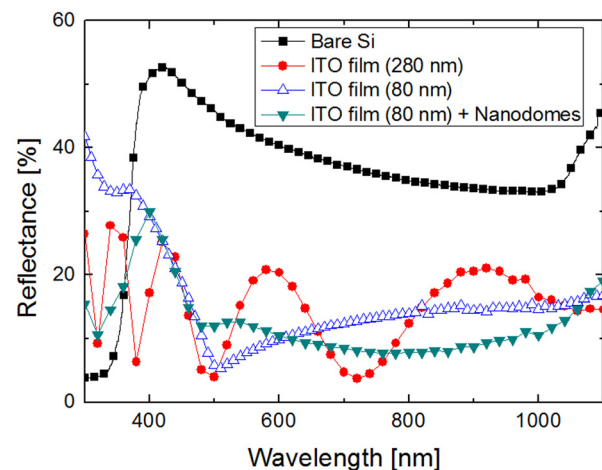 60
40
20
0
Reflectance [%]
Bare Si
ITO film (280 nm)
ITO film (80 nm)
ITO film (80 nm) + Nanodomes
400
600
800
1000
Wavelength [nm]